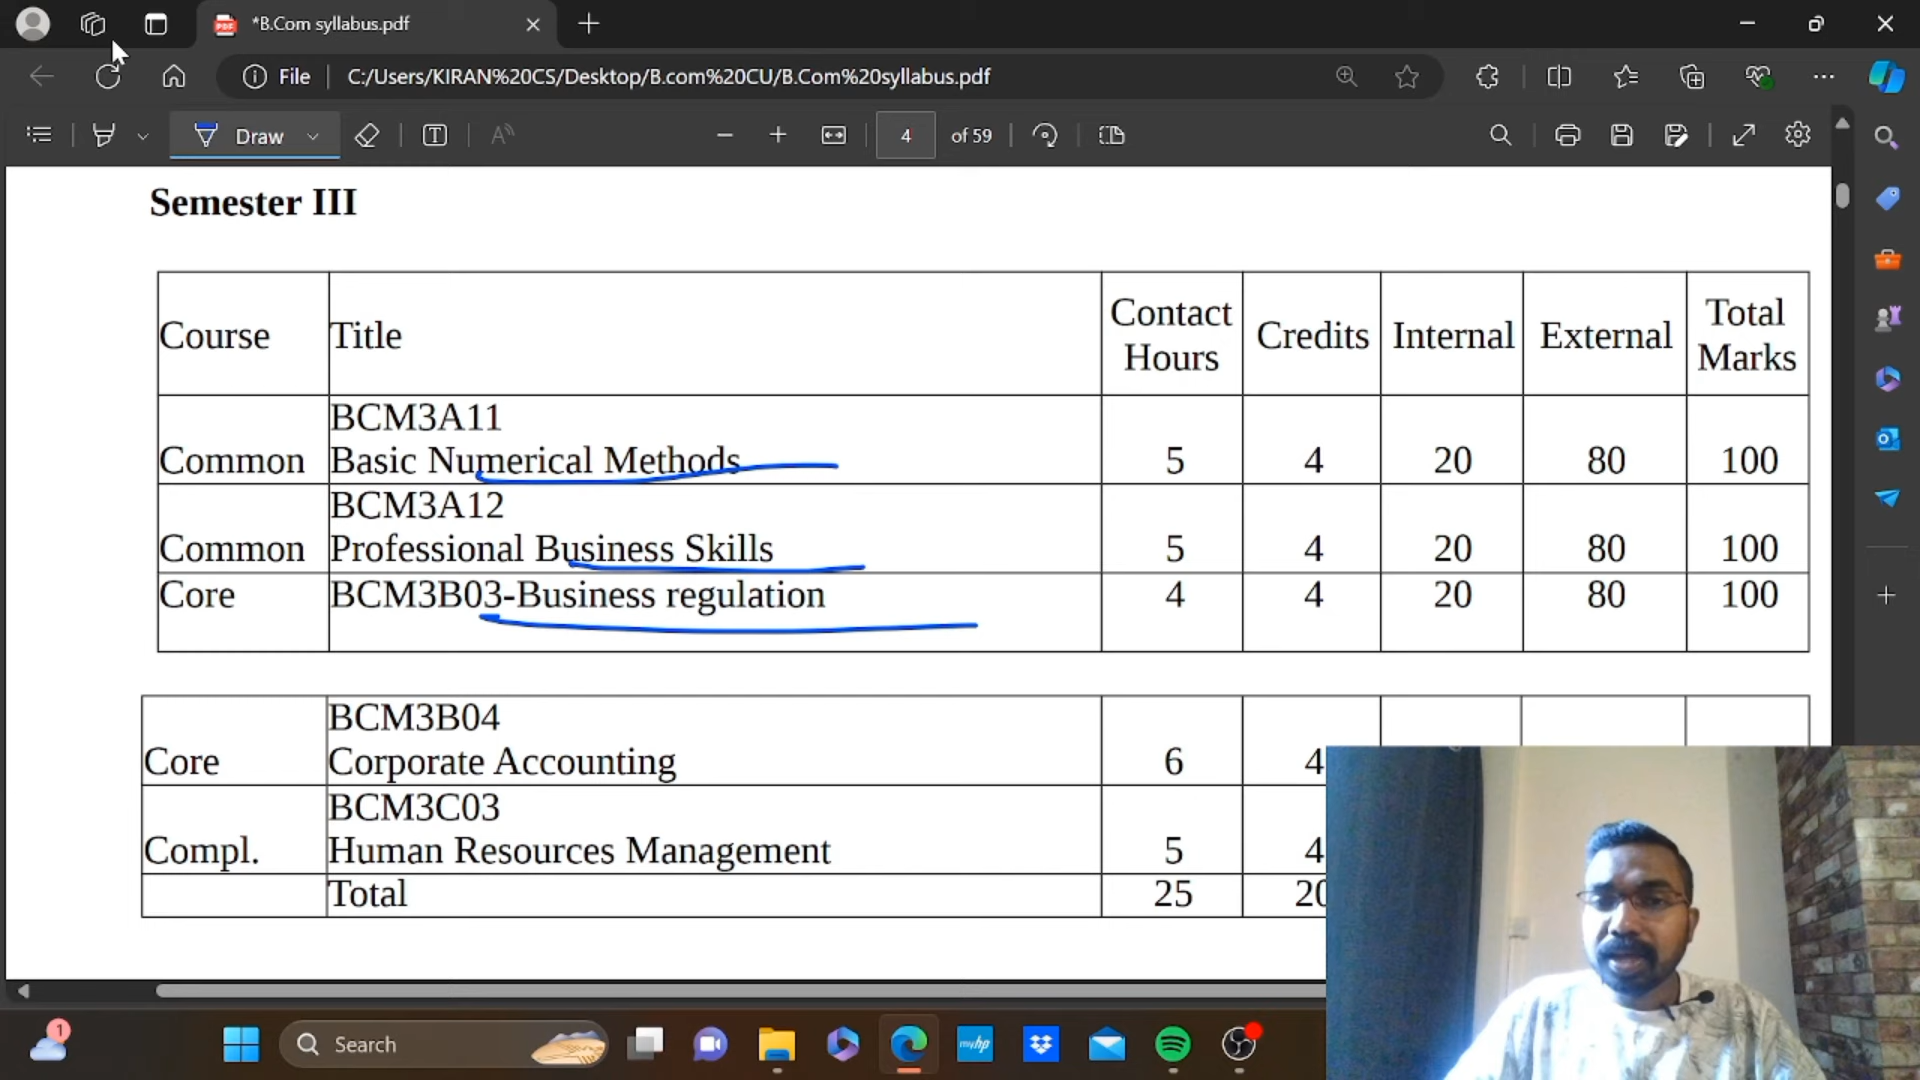 *B.Com syllabus.pdf
File C:/Users/KIRAN%20CS/Desktop/B.com%20CU/B.Com%20syllabus.pdf
Draw 4 of 59
Semester III
Course Title Contact Hours Credits Internal External Total Marks
BCM3A11
Common Basic Numerical Methods 5 4 20 80 100
BCM3A12
Common Professional Business Skills 5 4 20 80 100
Core BCM3B03-Business regulation 4 4 20 80 100
BCM3B04
Core Corporate Accounting 6 4
BCM3C03
Compl. Human Resources Management 5 4
Total 25 20
1 Search myhp